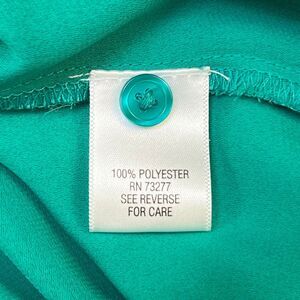 100% POLYESTER
RN 73277
SEE REVERSE
FOR CARE